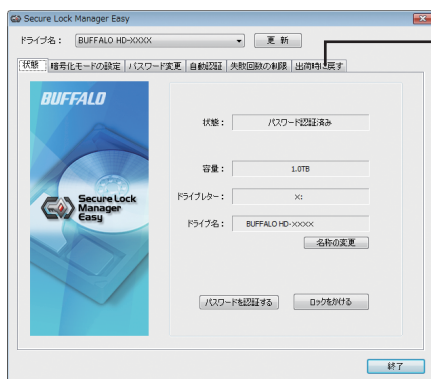 Secure Lock Manager Easy
ドライブ名： BUFFALO HD-XXXX 更 新
状態 暗号化モードの設定 パスワード変更 自動認証 失敗回数の制限 出荷時に戻す
BUFFALO
状態： パスワード認証済み
容量： 1.0TB
Secure Lock
Manager
Easy
ドライブレター： X:
ドライブ名： BUFFALO HD-XXXX
名称の変更
パスワードを認証する ロックをかける
終了